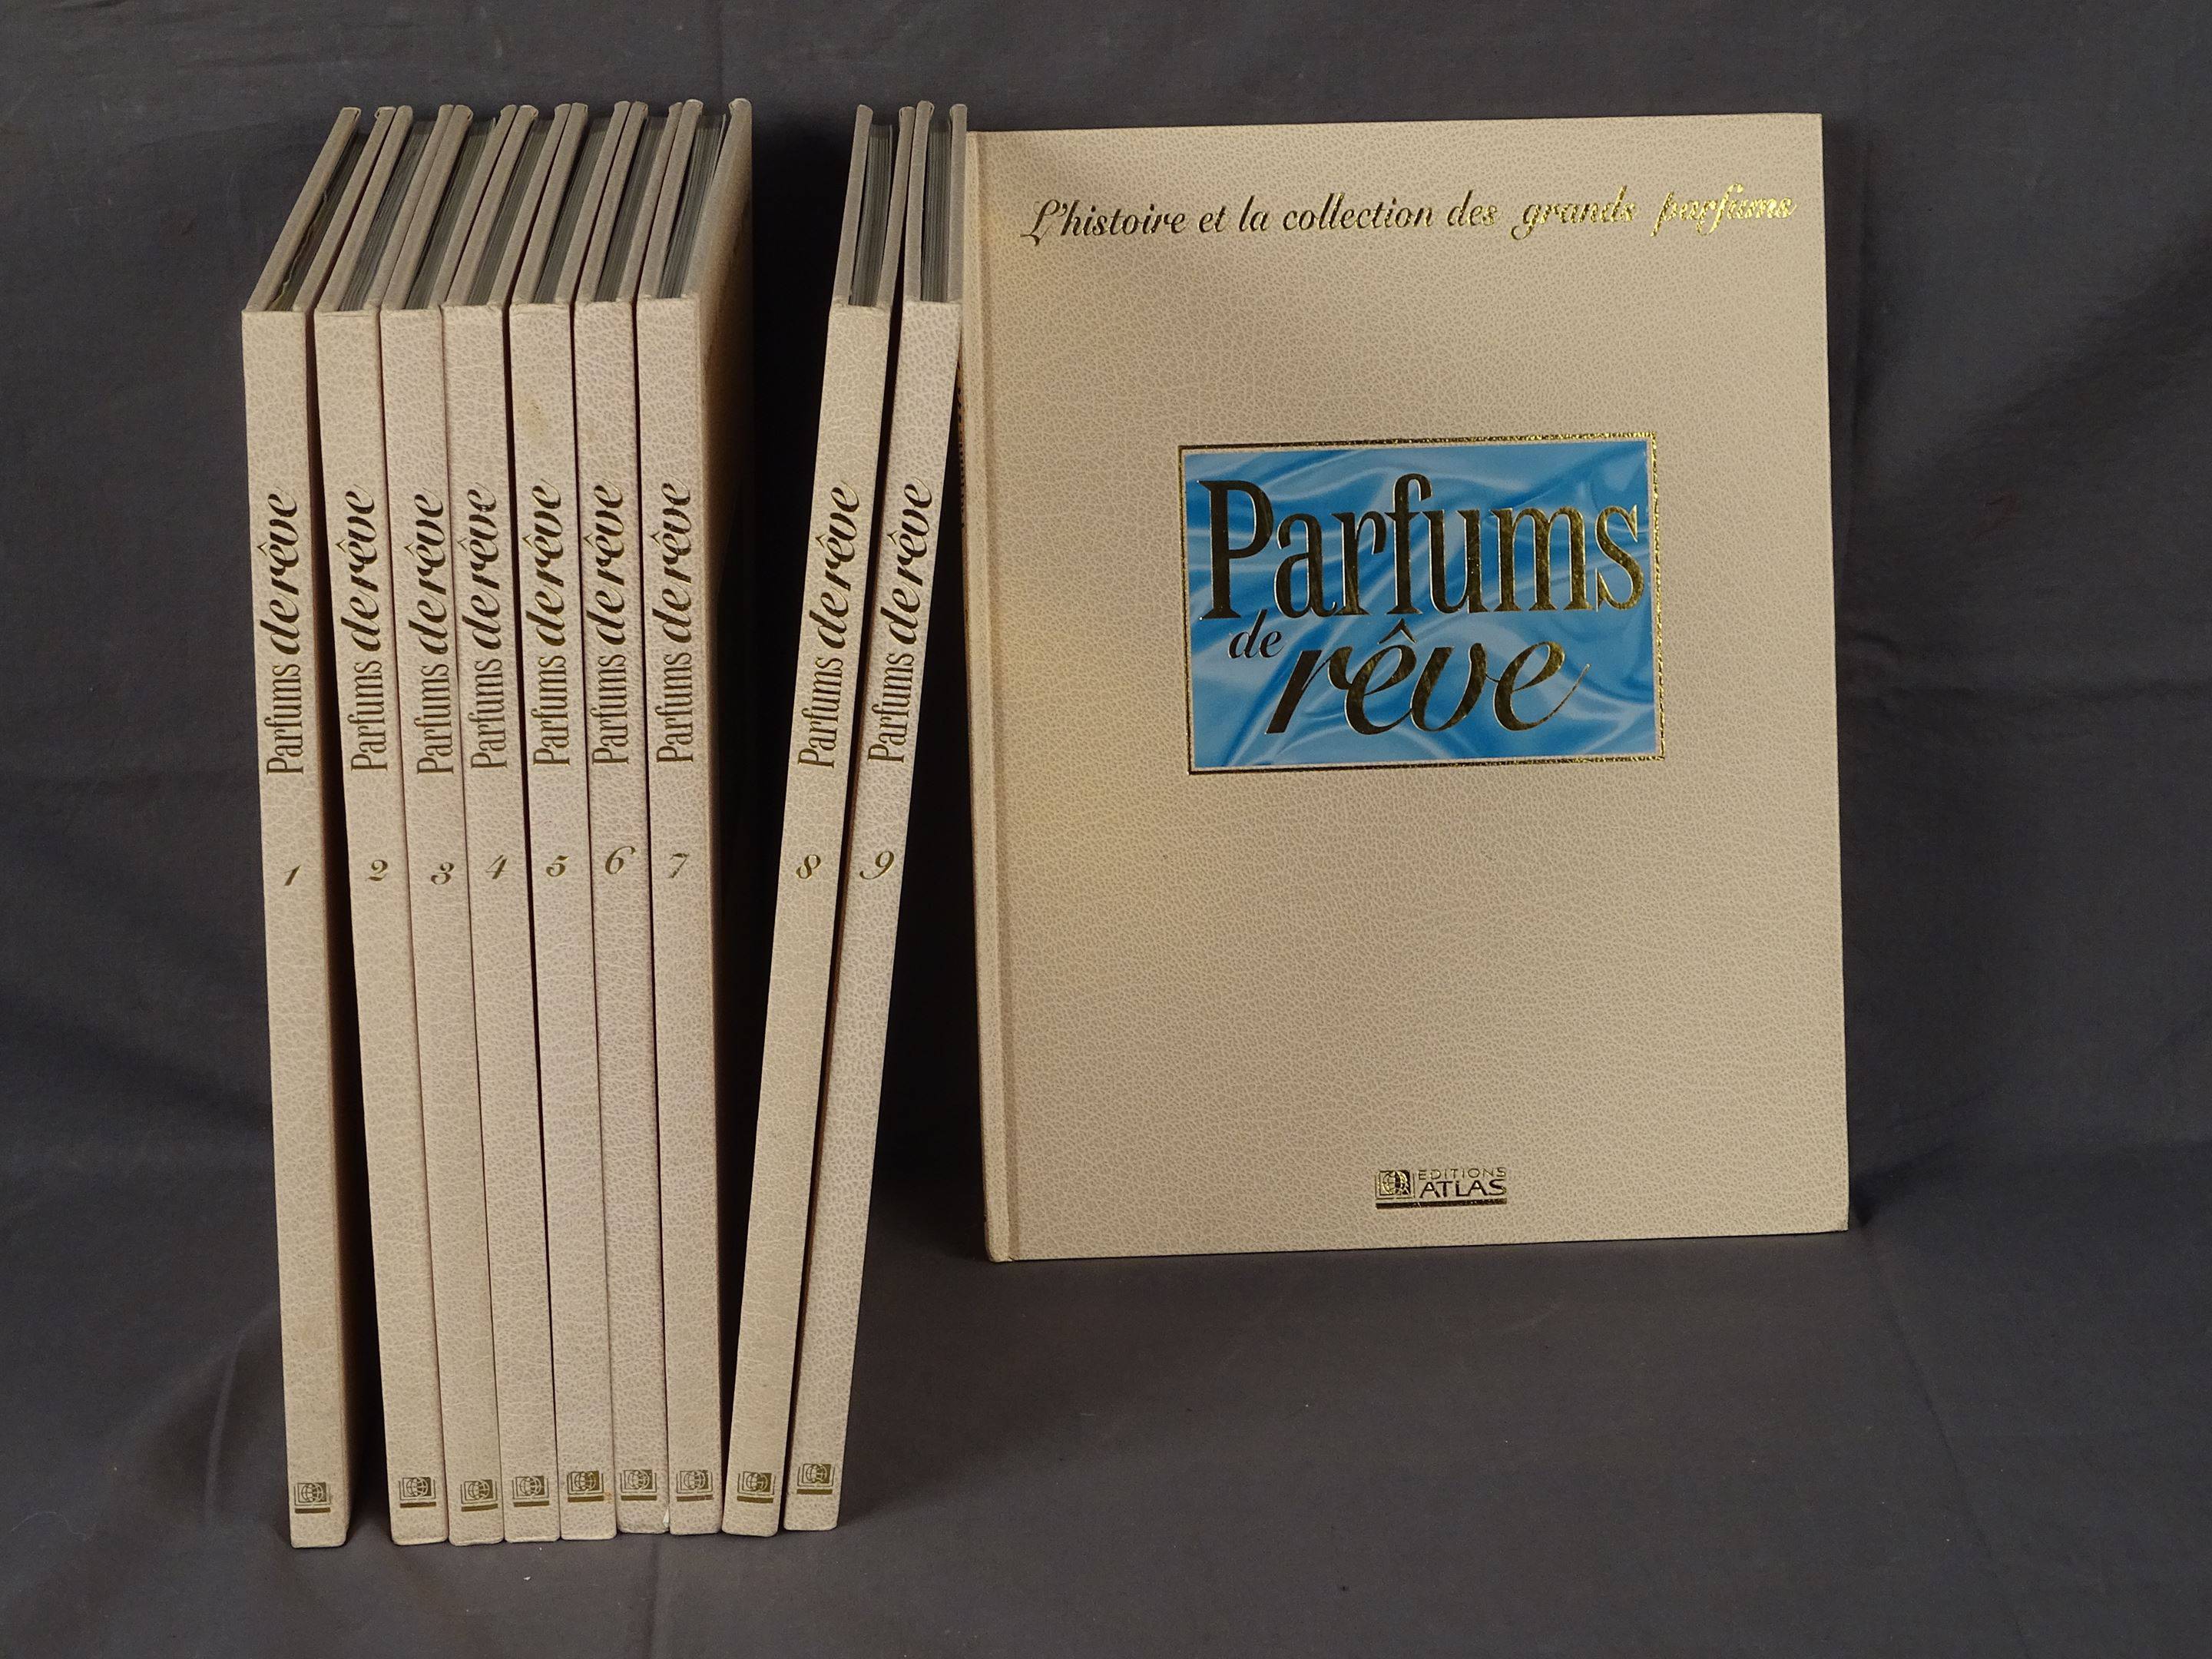 Parfums de rêve 1
Parfums de rêve 2
Parfums de rêve 3
Parfums de rêve 4
Parfums de rêve 5
Parfums de rêve 6
Parfums de rêve 7
Parfums de rêve 8
Parfums de rêve 9
L'histoire et la collection des grands parfums
Parfums
de rêve
EDITIONS
ATLAS